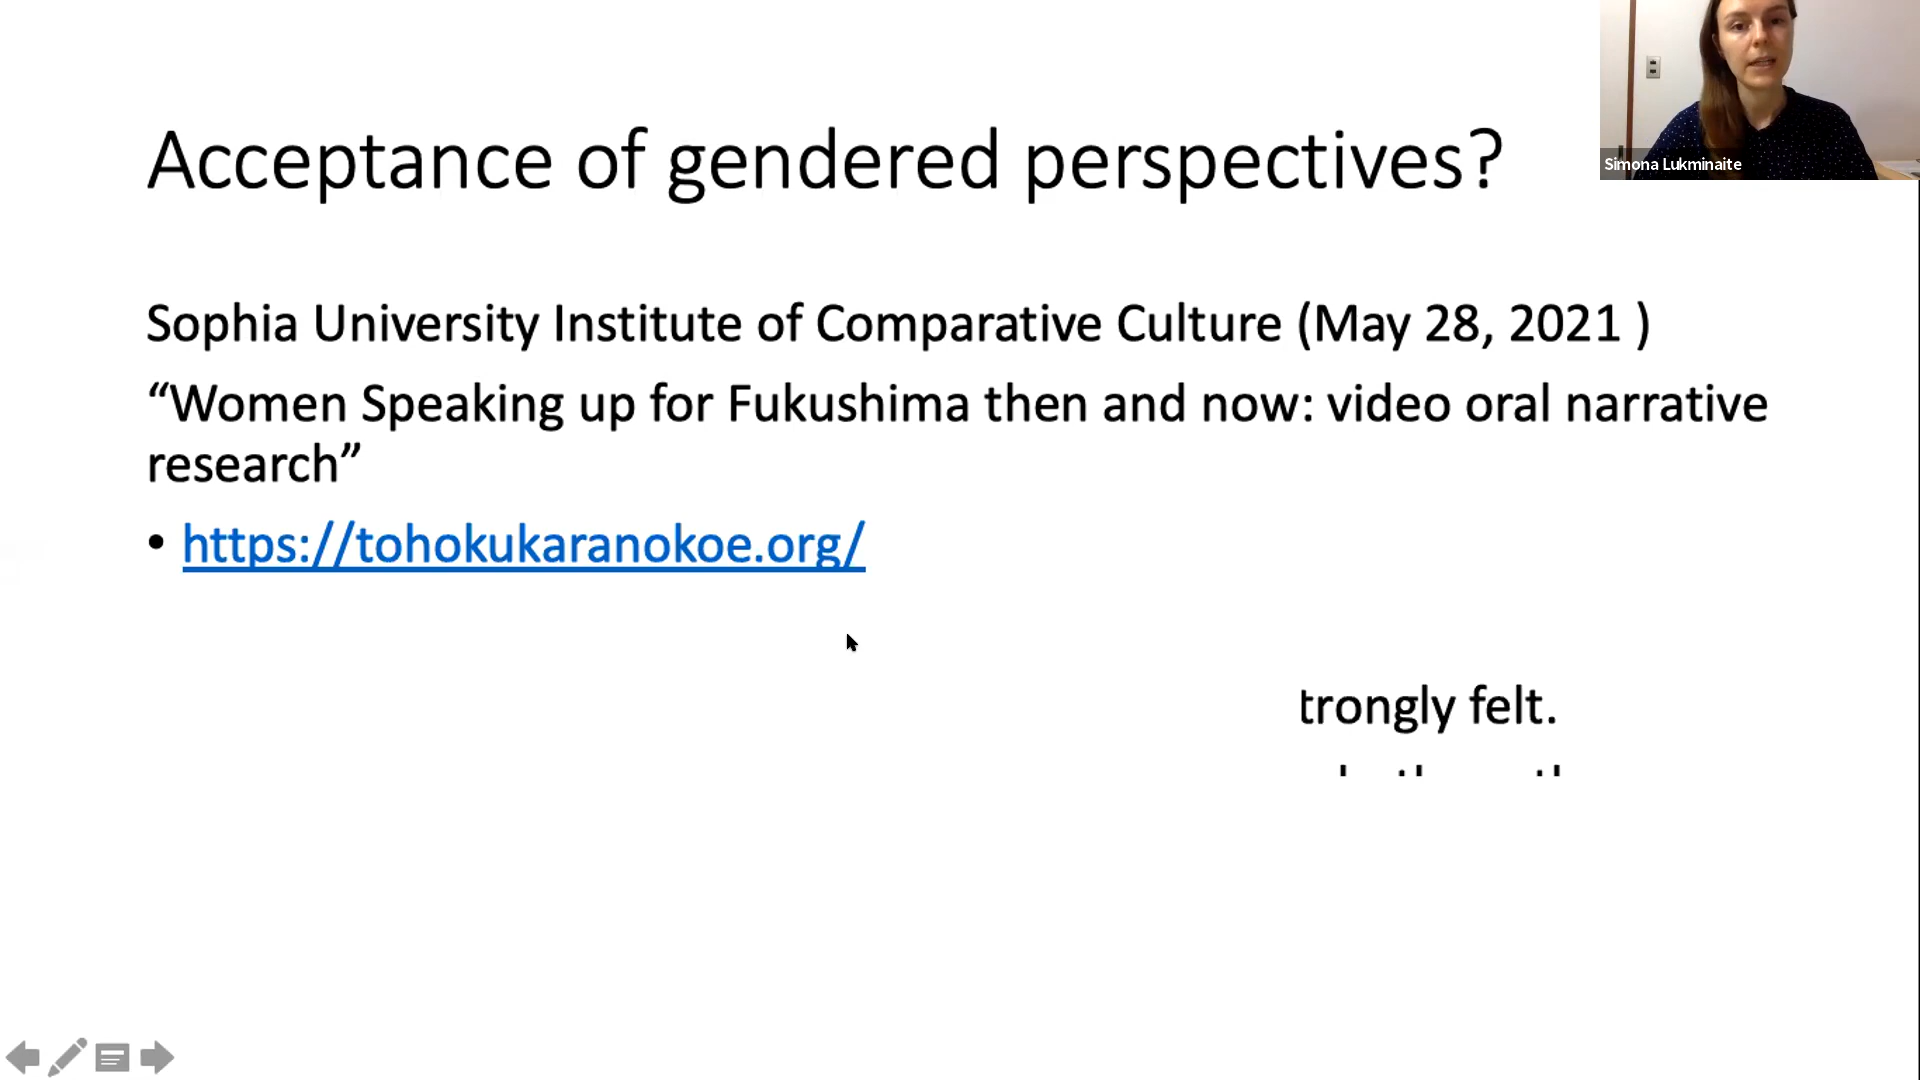 Simona Lukminaite
Acceptance of gendered perspectives?
Sophia University Institute of Comparative Culture (May 28, 2021 )
“Women Speaking up for Fukushima then and now: video oral narrative
research”
• https://tohokukaranokoe.org/
trongly felt.